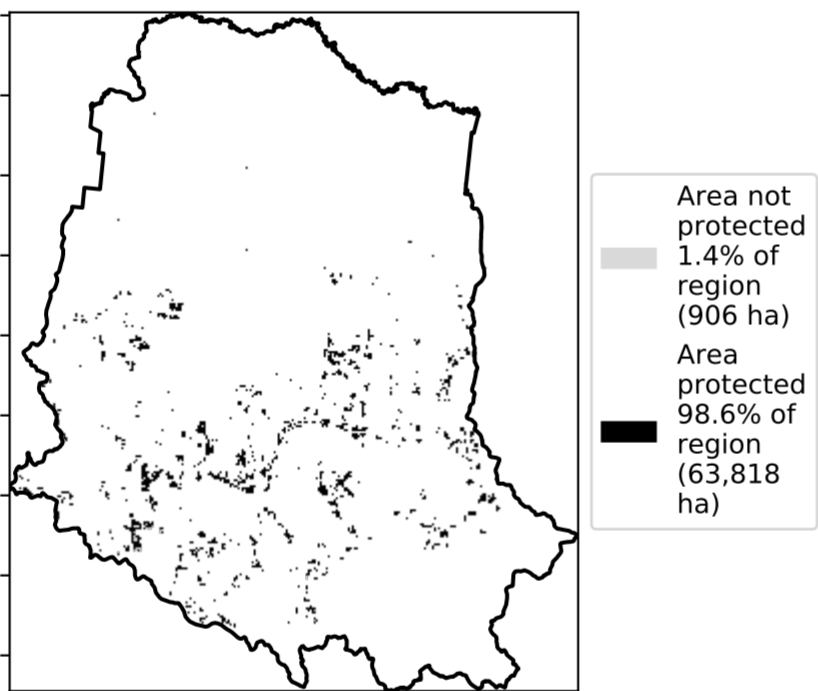 Area not
protected
1.4% of
region
(906 ha)
Area
protected
98.6% of
region
(63,818
ha)